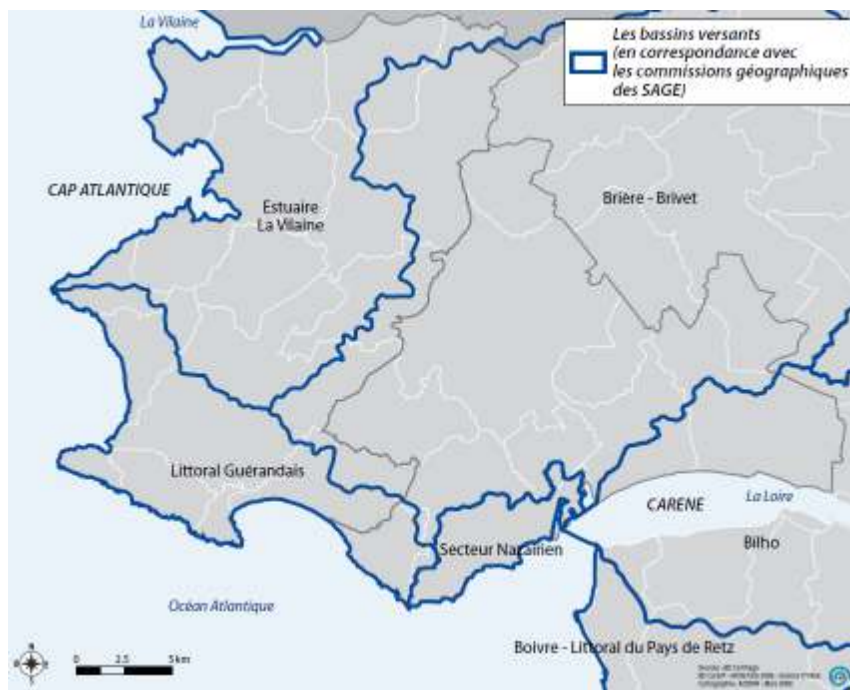 La Vilaine
Les bassins versants
(en correspondance avec
les commissions géographiques
des SAGE)
CAP ATLANTIQUE
Estuaire
La Vilaine
Brière - Brivet
Littoral Guérandais
La Loire
CARENE
Secteur Nazairien
Bilho
Océan Atlantique
Boivre - Littoral du Pays de Retz
N
0 2.5 5 km